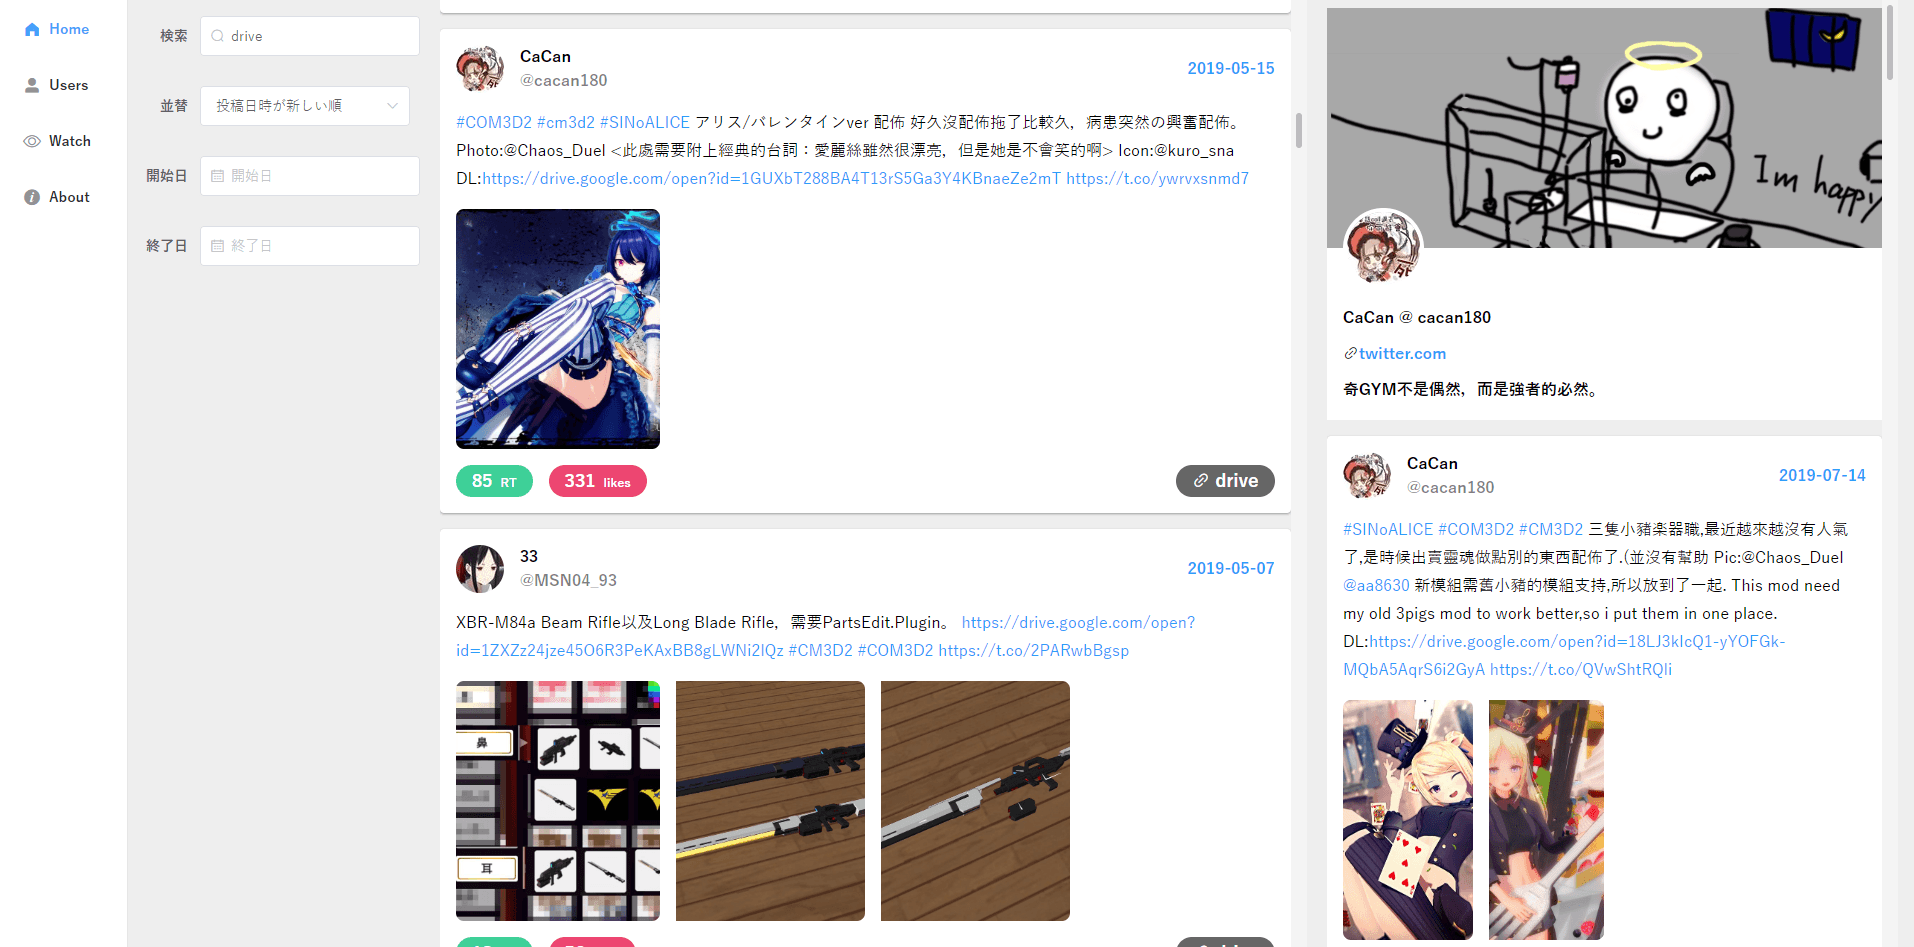 Home
Users
Watch
About
検索
drive
並替
投稿日時が新しい順
開始日
開始日
終了日
終了日
CaCan
@cacan180
2019-05-15
#COM3D2 #cm3d2 #SINoALICE アリス/バレンタインver 配佈 好久沒配佈拖了比較久，病患突然の興奮配佈。
Photo:@Chaos_Duel <此處需要附上經典的台詞：愛麗絲雖然很漂亮，但是她是不會笑的啊> Icon:@kuro_sna
DL:https://drive.google.com/open?id=1GUXbT288BA4T13rS5Ga3Y4KBnaeZe2mT https://t.co/ywrvxsnmd7
85 RT
331 likes
drive
33
@MSN04_93
2019-05-07
XBR-M84a Beam Rifle以及Long Blade Rifle，需要PartsEdit.Plugin。 https://drive.google.com/open?
id=1ZXZz24jze45O6R3PeKAxBB8gLWNi2lQz #CM3D2 #COM3D2 https://t.co/2PARwbBgsp
鼻
耳
I'm happy
CaCan @ cacan180
twitter.com
奇GYM不是偶然，而是強者的必然。
CaCan
@cacan180
2019-07-14
#SINoALICE #COM3D2 #CM3D2 三隻小豬楽器職,最近越來越沒有人氣
了,是時候出賣靈魂做點別的東西配佈了.(並沒有幫助 Pic:@Chaos_Duel
@aa8630 新模組需舊小豬的模組支持,所以放到了一起. This mod need
my old 3pigs mod to work better,so i put them in one place.
DL:https://drive.google.com/open?id=18LJ3kIcQ1-yYOFGk-
MQbA5AqrS6i2GyA https://t.co/QVwShtRQli